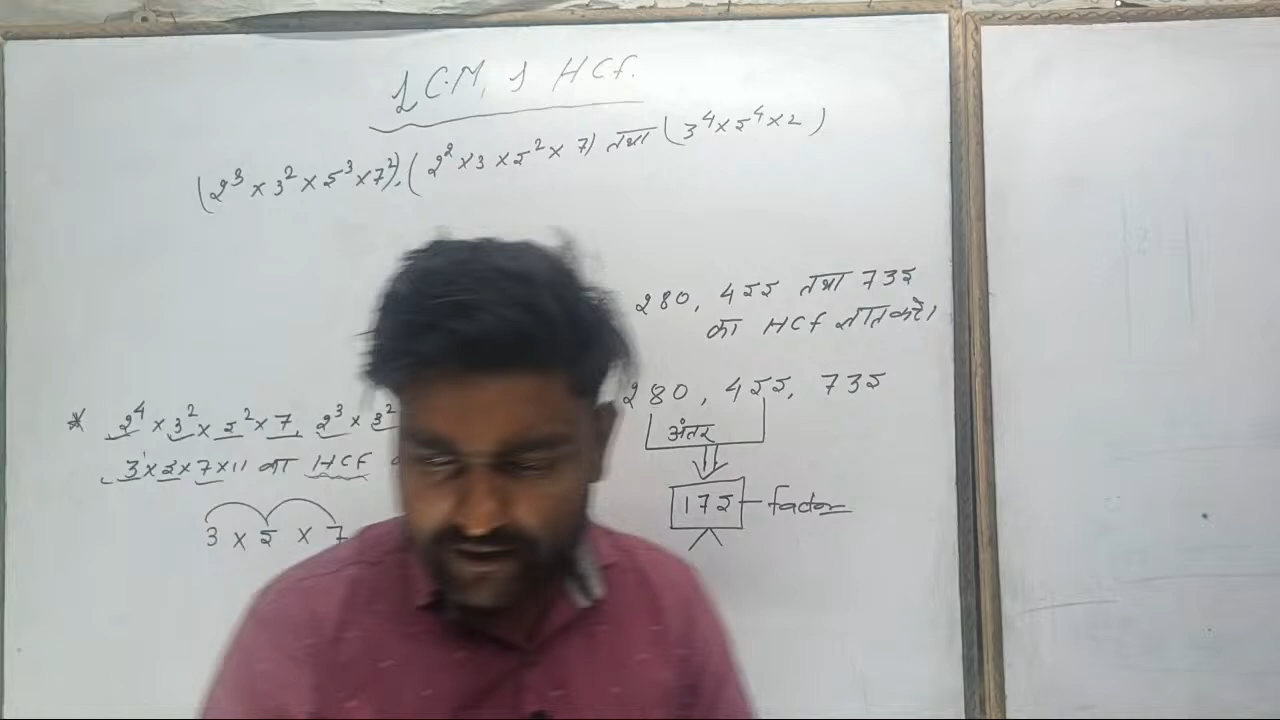 L.C.M, & HCF.
(2³ × 3² × 5³ × 7²), (2² × 3 × 5² × 7) तथा (3⁴ × 5⁴ × 2)
280, 455 तथा 735
का HCF ज्ञात करें।
280, 455, 735
अंतर
175 - factor
* 2⁴ × 3² × 5² × 7, 2³ × 3²
3 × 5 × 7 × 11 का HCF
3 × 5 × 7